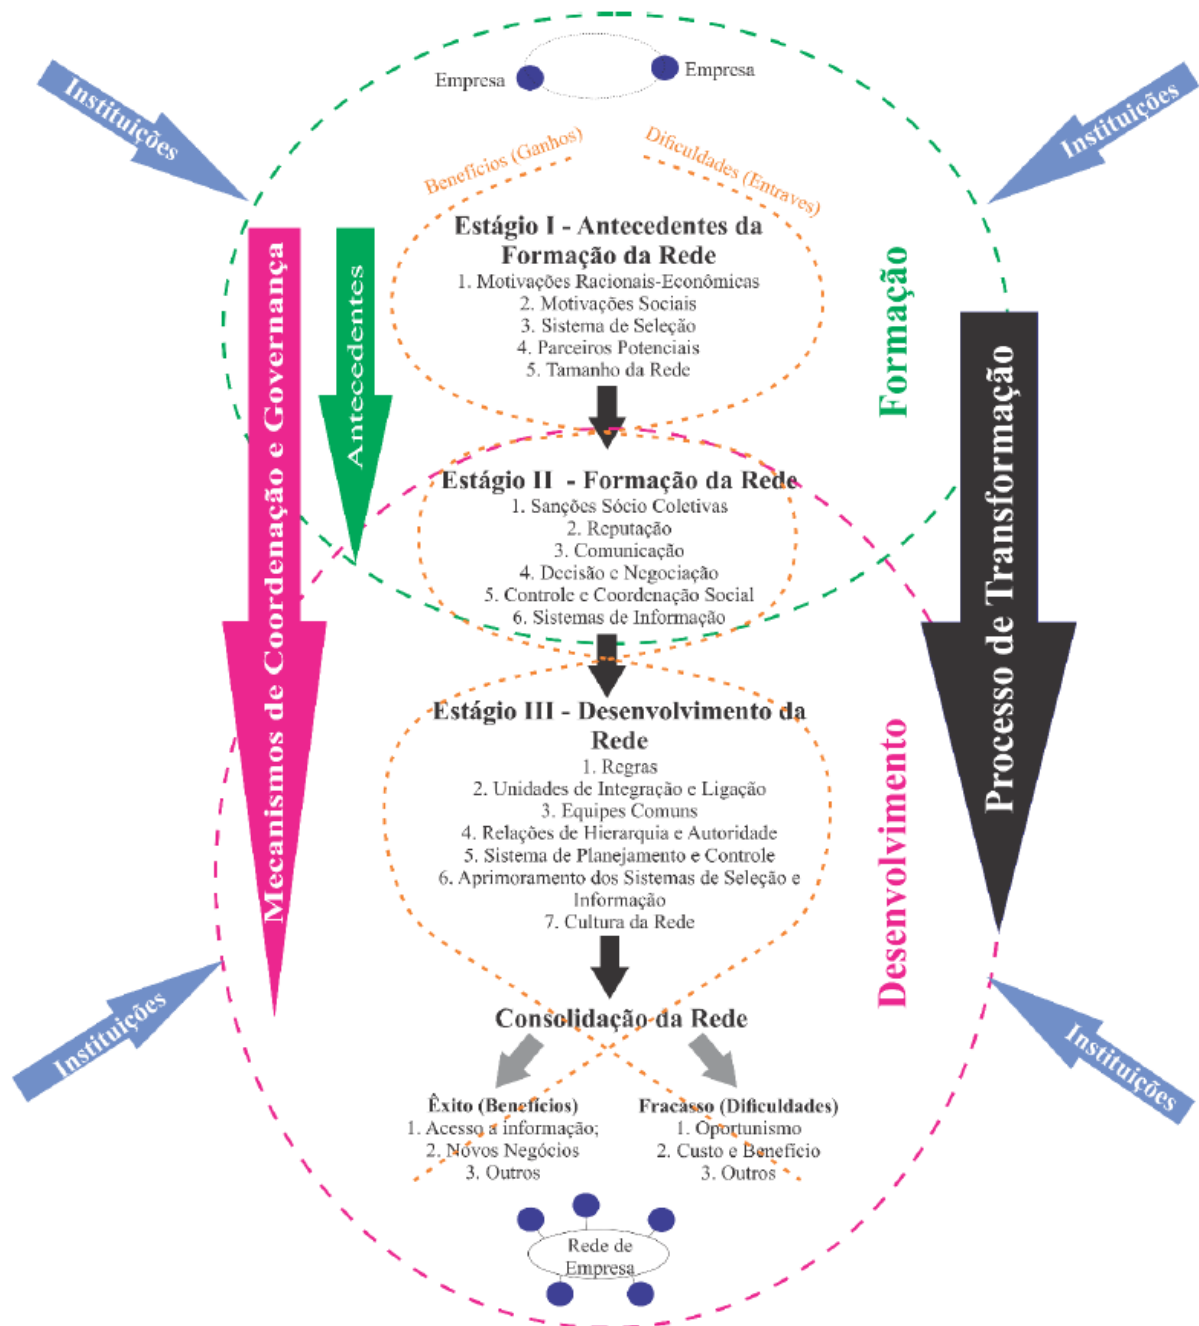 Empresa
Empresa
Instituições
Instituições
Benefícios (Ganhos)
Dificuldades (Entraves)
Estágio I - Antecedentes da
Formação da Rede
1. Motivações Racionais-Econômicas
2. Motivações Sociais
3. Sistema de Seleção
4. Parceiros Potenciais
5. Tamanho da Rede
Mecanismos de Coordenação e Governança
Antecedentes
Formação
Processo de Transformação
Estágio II - Formação da Rede
1. Sanções Sócio Coletivas
2. Reputação
3. Comunicação
4. Decisão e Negociação
5. Controle e Coordenação Social
6. Sistemas de Informação
Estágio III - Desenvolvimento da
Rede
1. Regras
2. Unidades de Integração e Ligação
3. Equipes Comuns
4. Relações de Hierarquia e Autoridade
5. Sistema de Planejamento e Controle
6. Aprimoramento dos Sistemas de Seleção e
Informação
7. Cultura da Rede
Desenvolvimento
Consolidação da Rede
Instituições
Instituições
Êxito (Benefícios)
1. Acesso a informação;
2. Novos Negócios
3. Outros
Fracasso (Dificuldades)
1. Oportunismo
2. Custo e Benefício
3. Outros
Rede de
Empresa